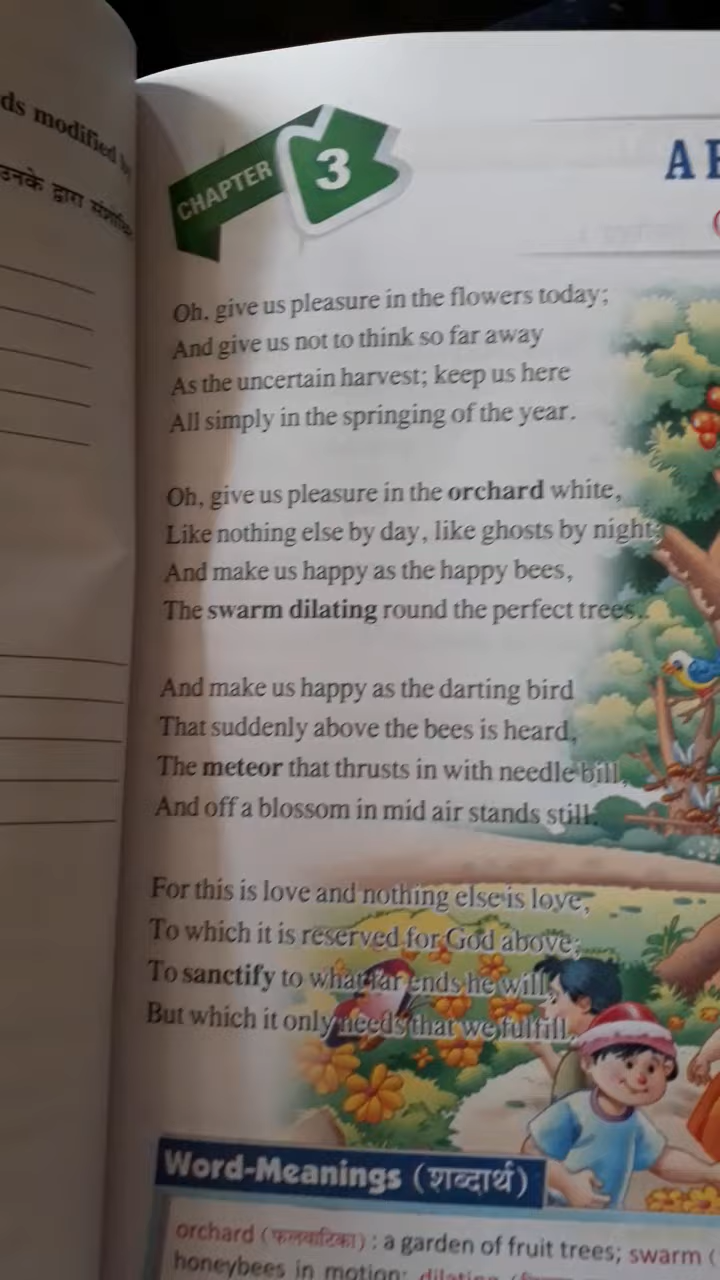 ds modified
उनके द्वारा
CHAPTER 3
A
Oh, give us pleasure in the flowers today;
And give us not to think so far away
As the uncertain harvest; keep us here
All simply in the springing of the year.
Oh, give us pleasure in the orchard white,
Like nothing else by day, like ghosts by night;
And make us happy as the happy bees,
The swarm dilating round the perfect trees.
And make us happy as the darting bird
That suddenly above the bees is heard,
The meteor that thrusts in with needle bill,
And off a blossom in mid air stands still.
For this is love and nothing else is love,
To which it is reserved for God above;
To sanctify to what far ends he will,
But which it only needs that we fulfill.
Word-Meanings (शब्दार्थ)
orchard (फलवाटिका) : a garden of fruit trees; swarm (
honeybees in motion; dilating